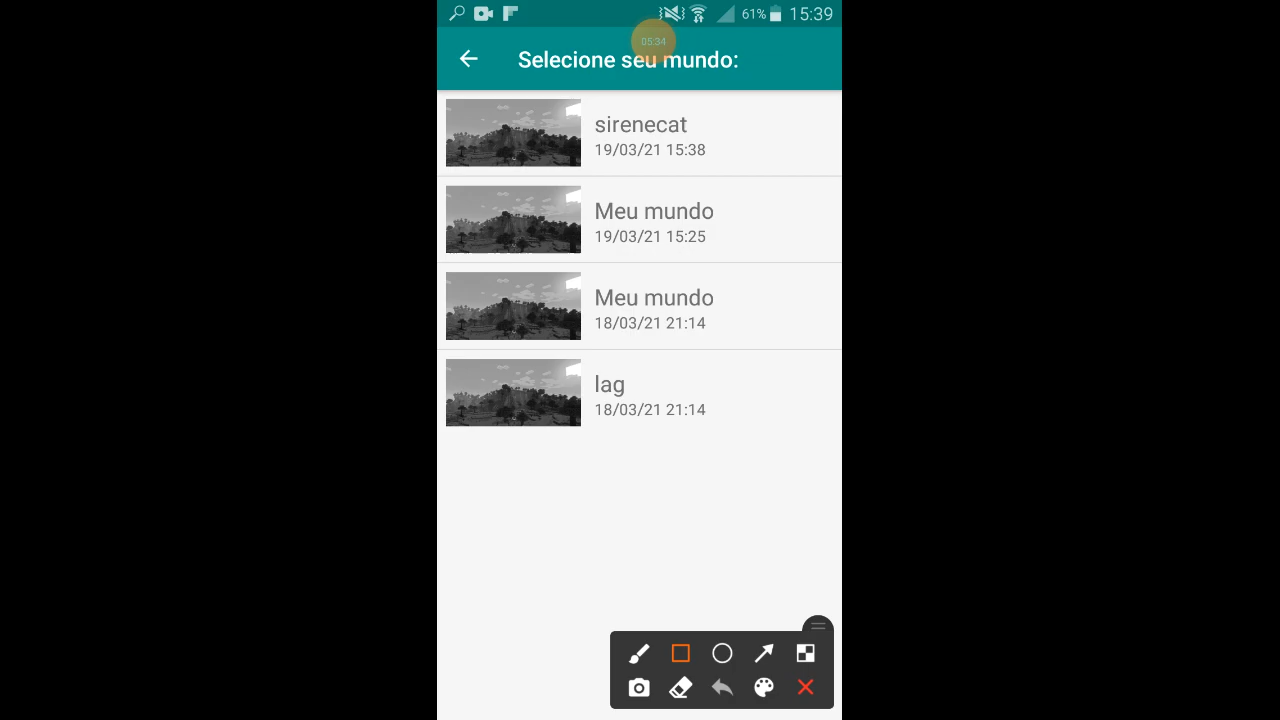 61% 15:39
05:34
Selecione seu mundo:
sirenecat
19/03/21 15:38
Meu mundo
19/03/21 15:25
Meu mundo
18/03/21 21:14
lag
18/03/21 21:14